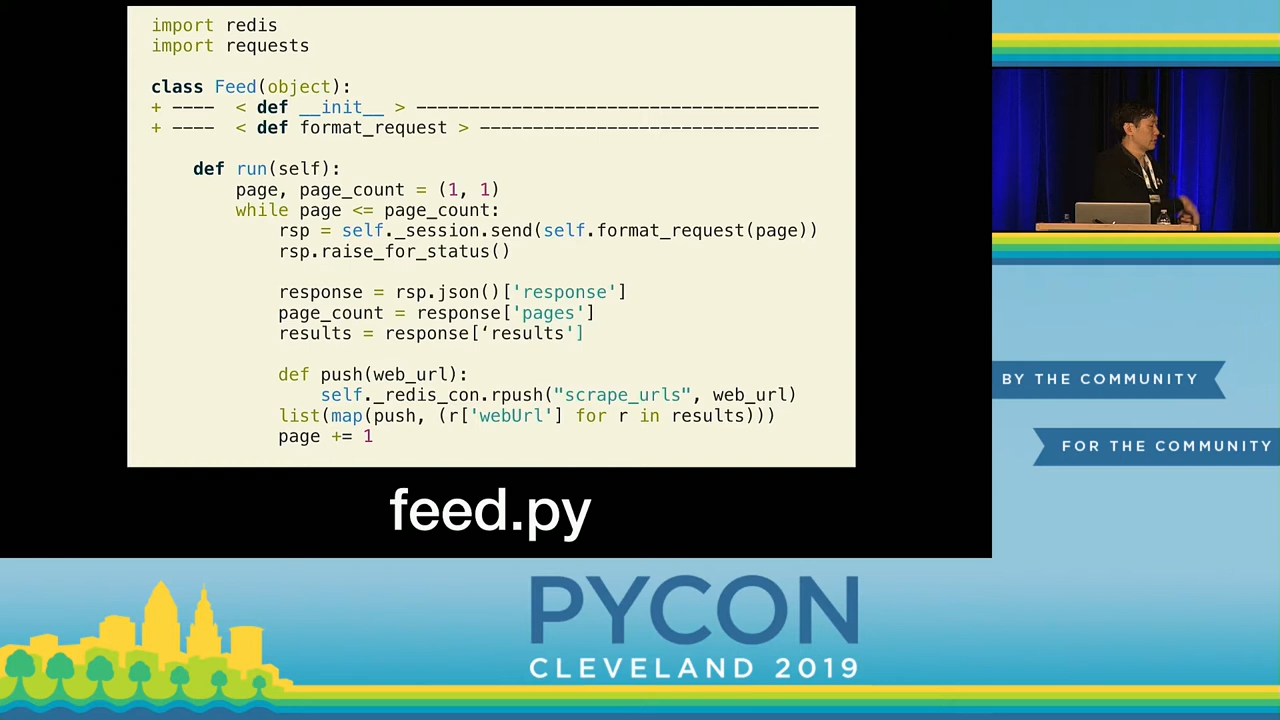 import redis
import requests
class Feed(object):
+ ---- < def __init__ > --------------------------------------
+ ---- < def format_request > --------------------------------
    def run(self):
        page, page_count = (1, 1)
        while page <= page_count:
            rsp = self._session.send(self.format_request(page))
            rsp.raise_for_status()
            response = rsp.json()['response']
            page_count = response['pages']
            results = response[‘results']
            def push(web_url):
                self._redis_con.rpush("scrape_urls", web_url)
            list(map(push, (r['webUrl'] for r in results)))
            page += 1
feed.py
BY THE COMMUNITY
FOR THE COMMUNITY
PYCON
CLEVELAND 2019